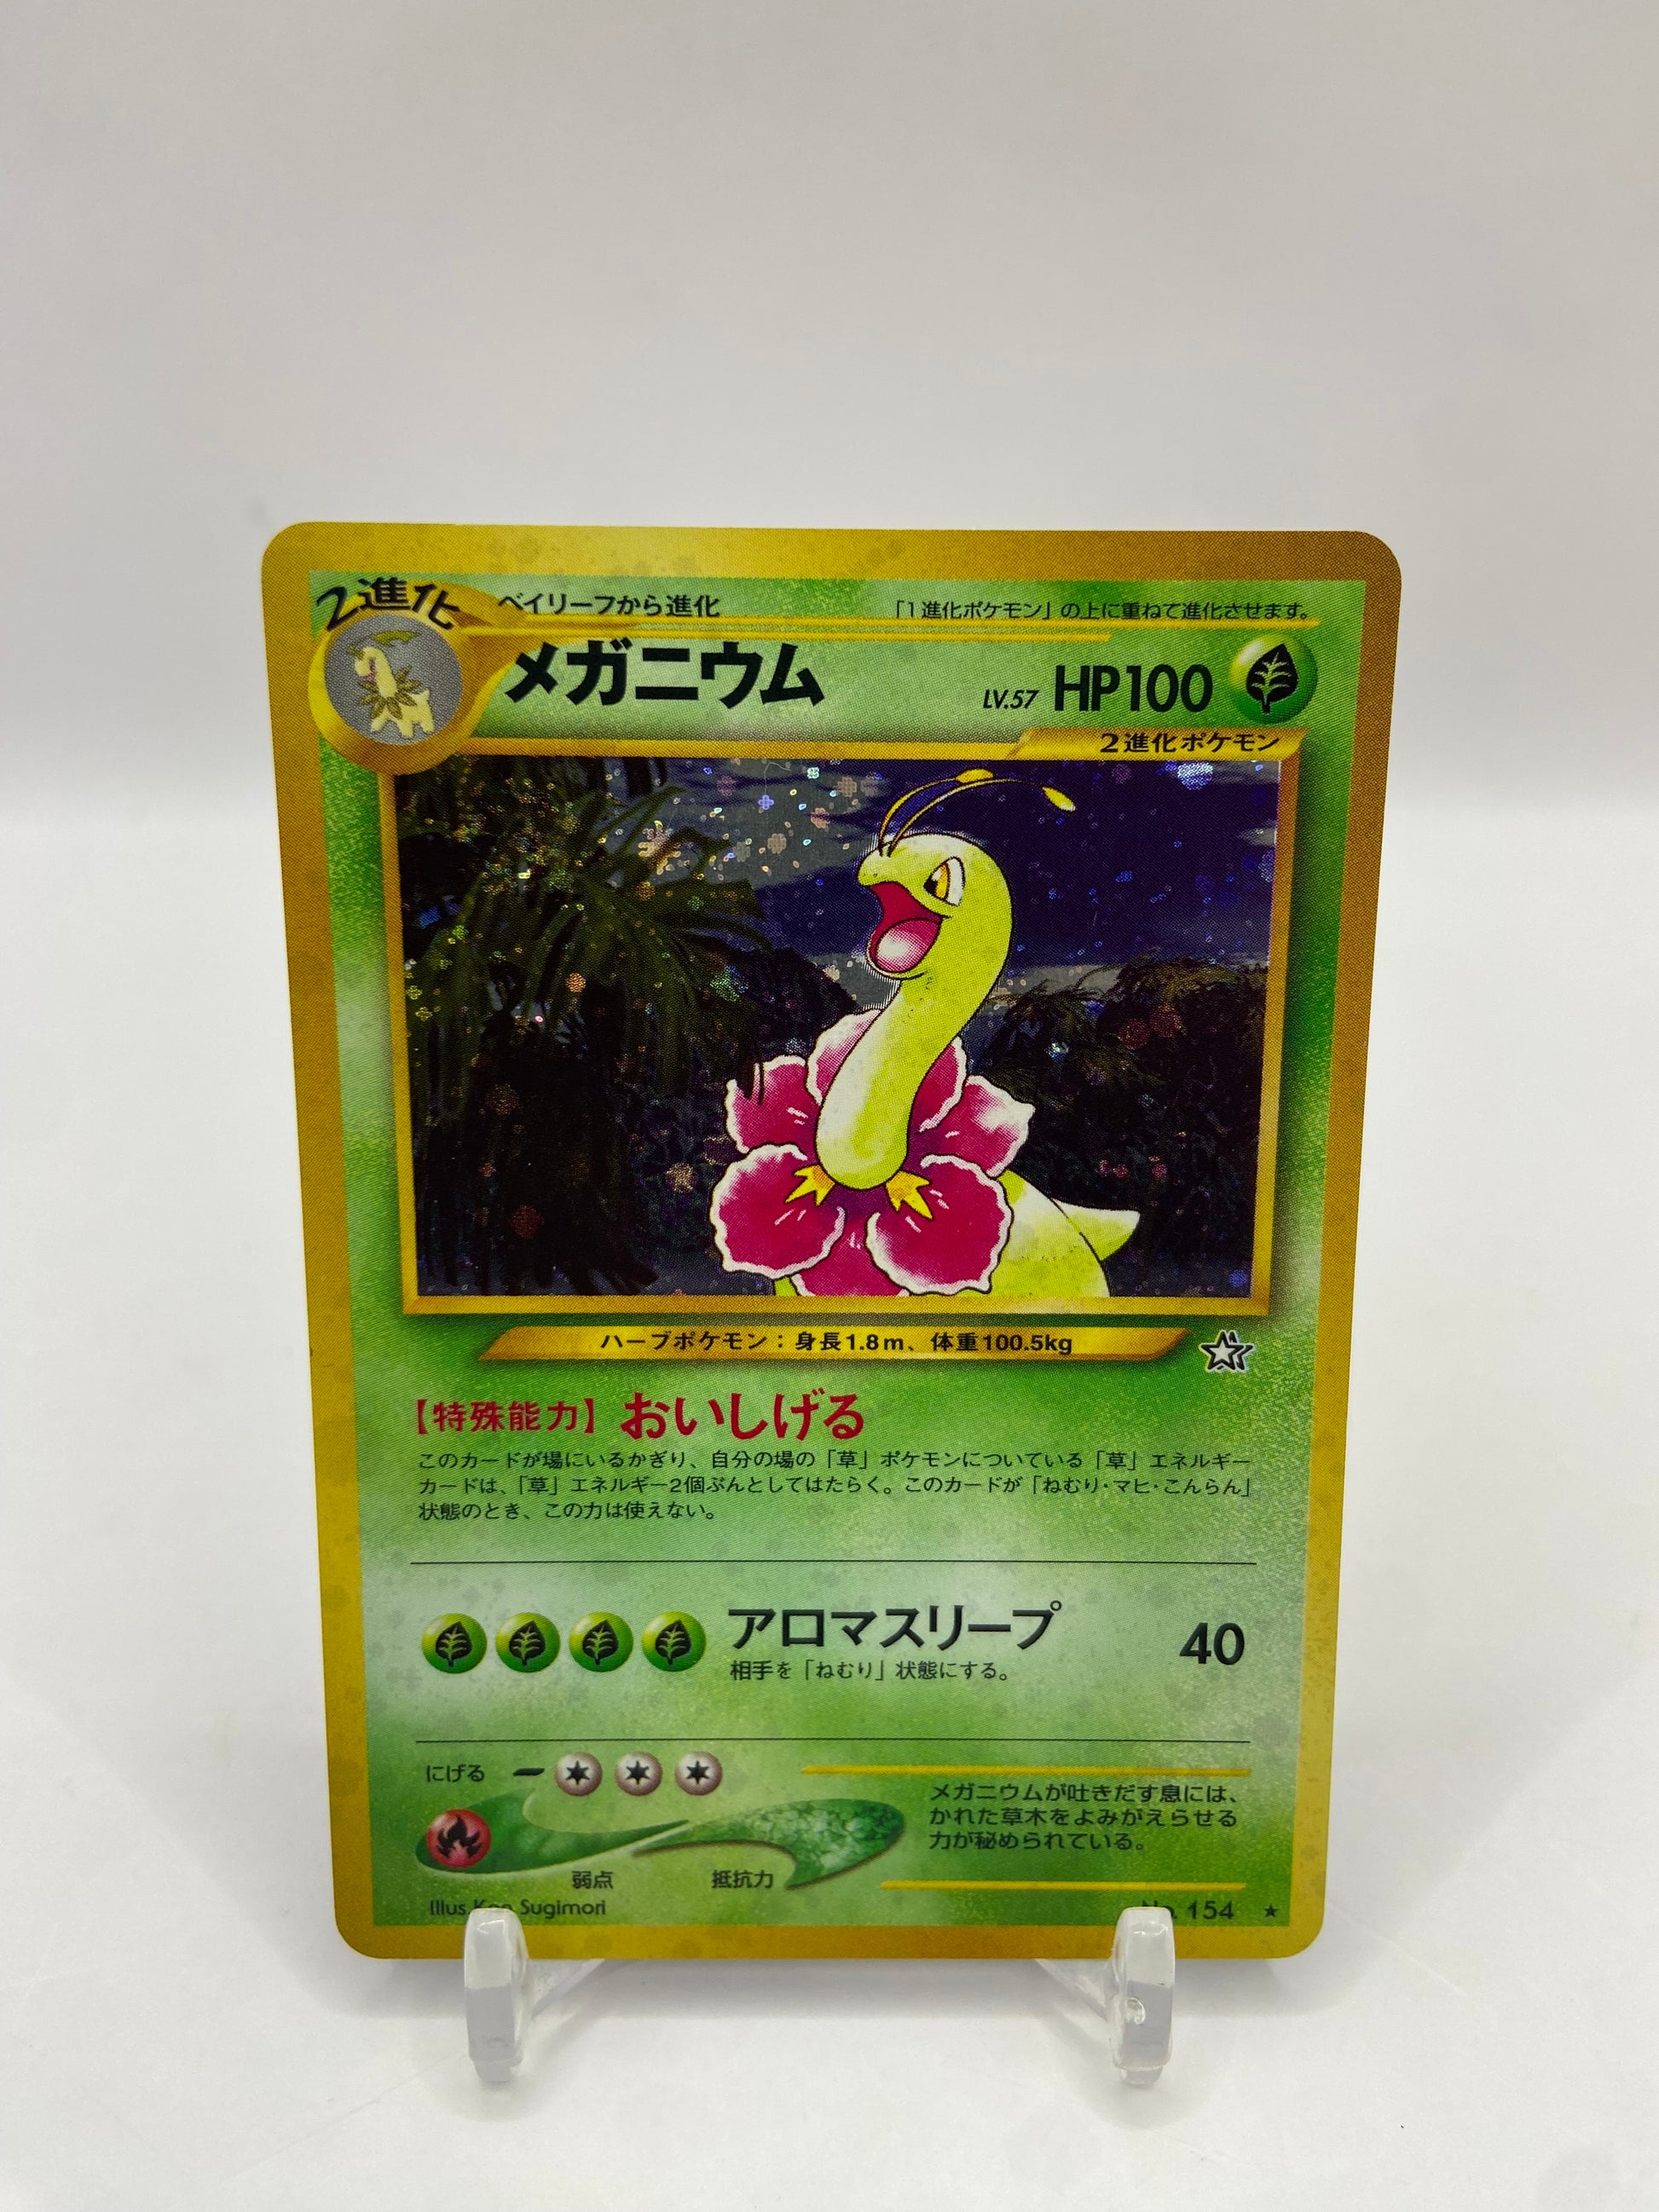 2進化
ベイリーフから進化
「1進化ポケモン」の上に重ねて進化させます。
メガニウム
LV.57 HP100
2進化ポケモン
ハーブポケモン：身長1.8m、体重100.5kg
【特殊能力】おいしげる
このカードが場にいるかぎり、自分の場の「草」ポケモンについている「草」エネルギー
カードは、「草」エネルギー2個ぶんとしてはたらく。このカードが「ねむり・マヒ・こんらん」
状態のとき、この力は使えない。
アロマスリープ 40
相手を「ねむり」状態にする。
にげる
メガニウムが吐きだす息には、
かれた草木をよみがえらせる
力が秘められている。
弱点 抵抗力
Illus. Ken Sugimori
No. 154 ★